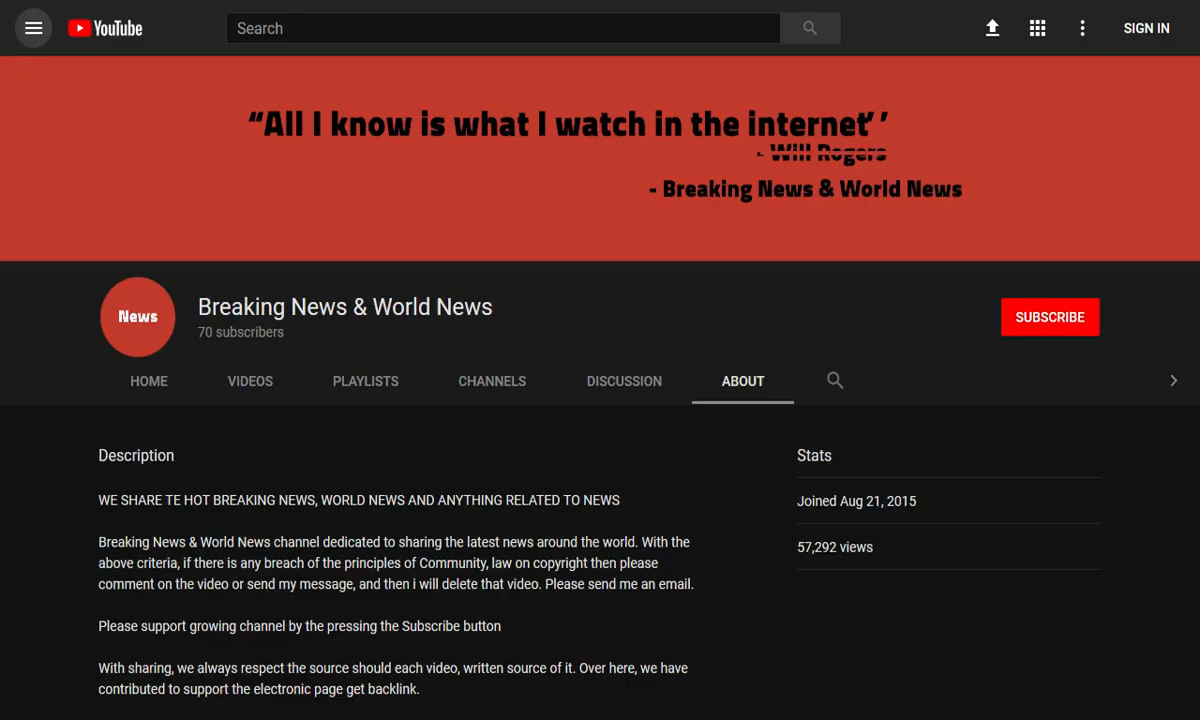 YouTube
Search
SIGN IN
“All I know is what I watch in the internet’’
- Will Rogers
- Breaking News & World News
News
Breaking News & World News
70 subscribers
SUBSCRIBE
HOME VIDEOS PLAYLISTS CHANNELS DISCUSSION ABOUT
Description
WE SHARE TE HOT BREAKING NEWS, WORLD NEWS AND ANYTHING RELATED TO NEWS
Breaking News & World News channel dedicated to sharing the latest news around the world. With the
above criteria, if there is any breach of the principles of Community, law on copyright then please
comment on the video or send my message, and then i will delete that video. Please send me an email.
Please support growing channel by the pressing the Subscribe button
With sharing, we always respect the source should each video, written source of it. Over here, we have
contributed to support the electronic page get backlink.
Stats
Joined Aug 21, 2015
57,292 views